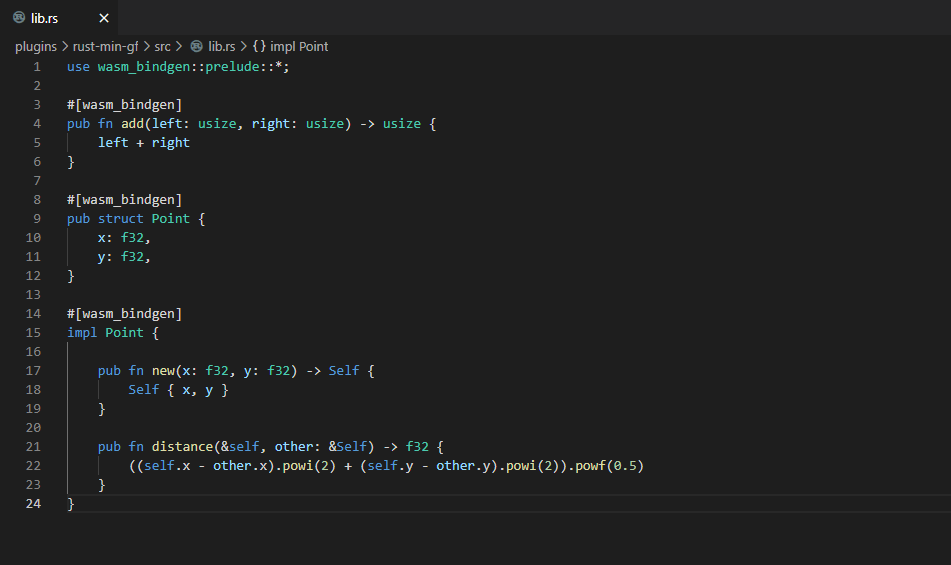 lib.rs ×
plugins > rust-min-gf > src > lib.rs > {} impl Point
1 use wasm_bindgen::prelude::*;
2
3 #[wasm_bindgen]
4 pub fn add(left: usize, right: usize) -> usize {
5     left + right
6 }
7
8 #[wasm_bindgen]
9 pub struct Point {
10     x: f32,
11     y: f32,
12 }
13
14 #[wasm_bindgen]
15 impl Point {
16
17     pub fn new(x: f32, y: f32) -> Self {
18         Self { x, y }
19     }
20
21     pub fn distance(&self, other: &Self) -> f32 {
22         ((self.x - other.x).powi(2) + (self.y - other.y).powi(2)).powf(0.5)
23     }
24 }